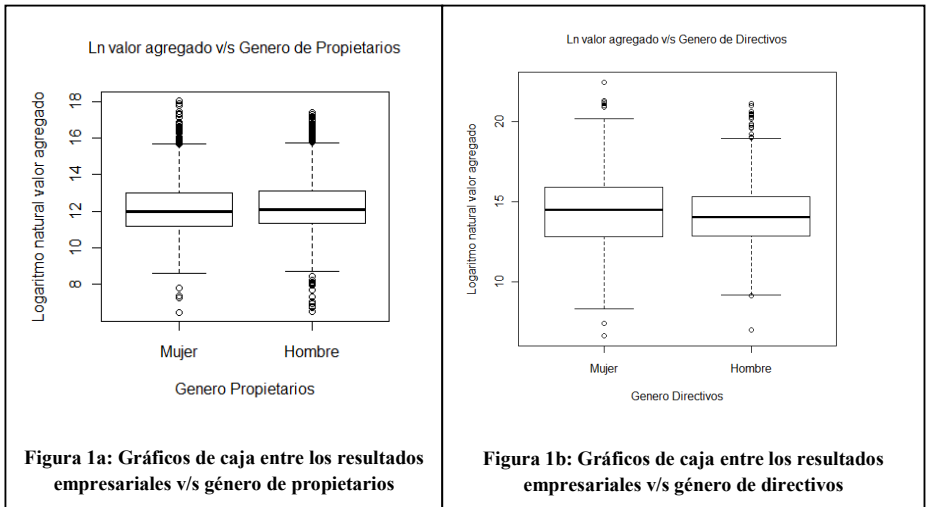 Ln valor agregado v/s Genero de Propietarios
Logaritmo natural valor agregado
18
16
14
12
10
8
Mujer
Hombre
Genero Propietarios
Figura 1a: Gráficos de caja entre los resultados
empresariales v/s género de propietarios
Ln valor agregado v/s Genero de Directivos
Logaritmo natural valor agregado
20
15
10
Mujer
Hombre
Genero Directivos
Figura 1b: Gráficos de caja entre los resultados
empresariales v/s género de directivos